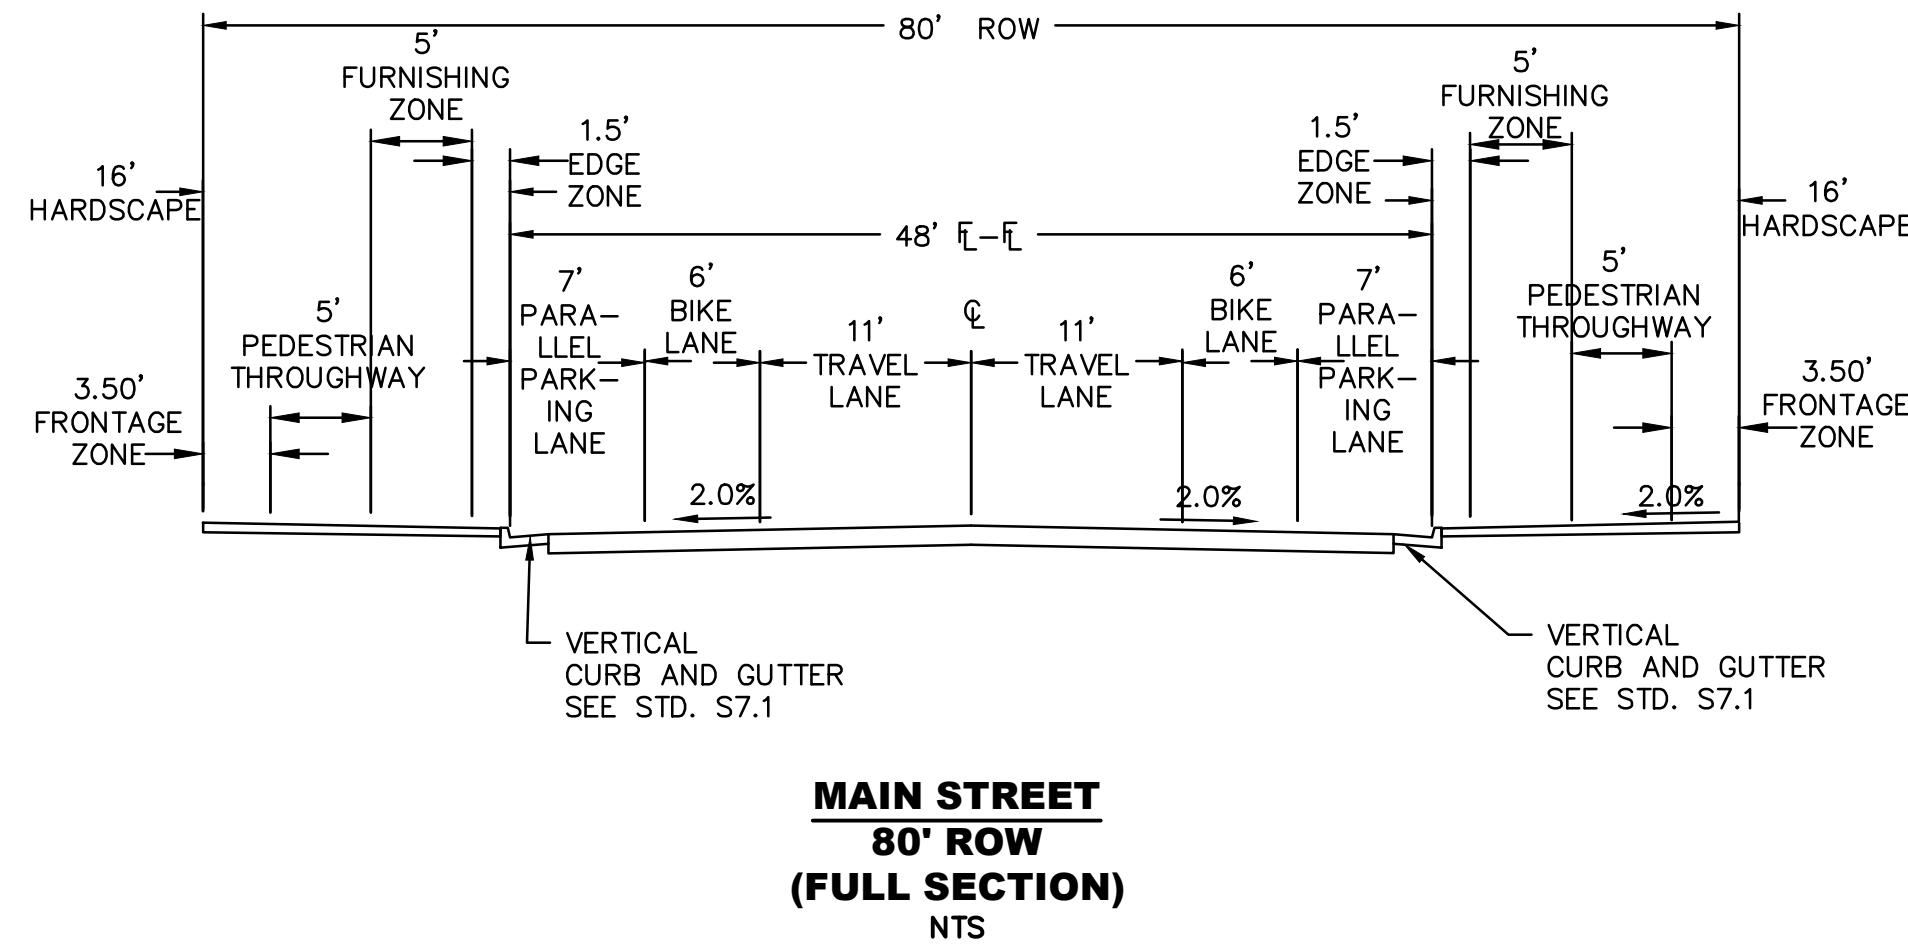 80' ROW
5'
FURNISHING
ZONE
5'
FURNISHING
ZONE
1.5'
EDGE
ZONE
1.5'
EDGE
ZONE
16'
HARDSCAPE
16'
HARDSCAPE
48' FL-FL
7'
PARA-
LLEL
PARK-
ING
LANE
6'
BIKE
LANE
11'
TRAVEL
LANE
CL
11'
TRAVEL
LANE
6'
BIKE
LANE
7'
PARA-
LLEL
PARK-
ING
LANE
5'
PEDESTRIAN
THROUGHWAY
5'
PEDESTRIAN
THROUGHWAY
3.50'
FRONTAGE
ZONE
3.50'
FRONTAGE
ZONE
2.0%
2.0%
2.0%
VERTICAL
CURB AND GUTTER
SEE STD. S7.1
VERTICAL
CURB AND GUTTER
SEE STD. S7.1
MAIN STREET
80' ROW
(FULL SECTION)
NTS